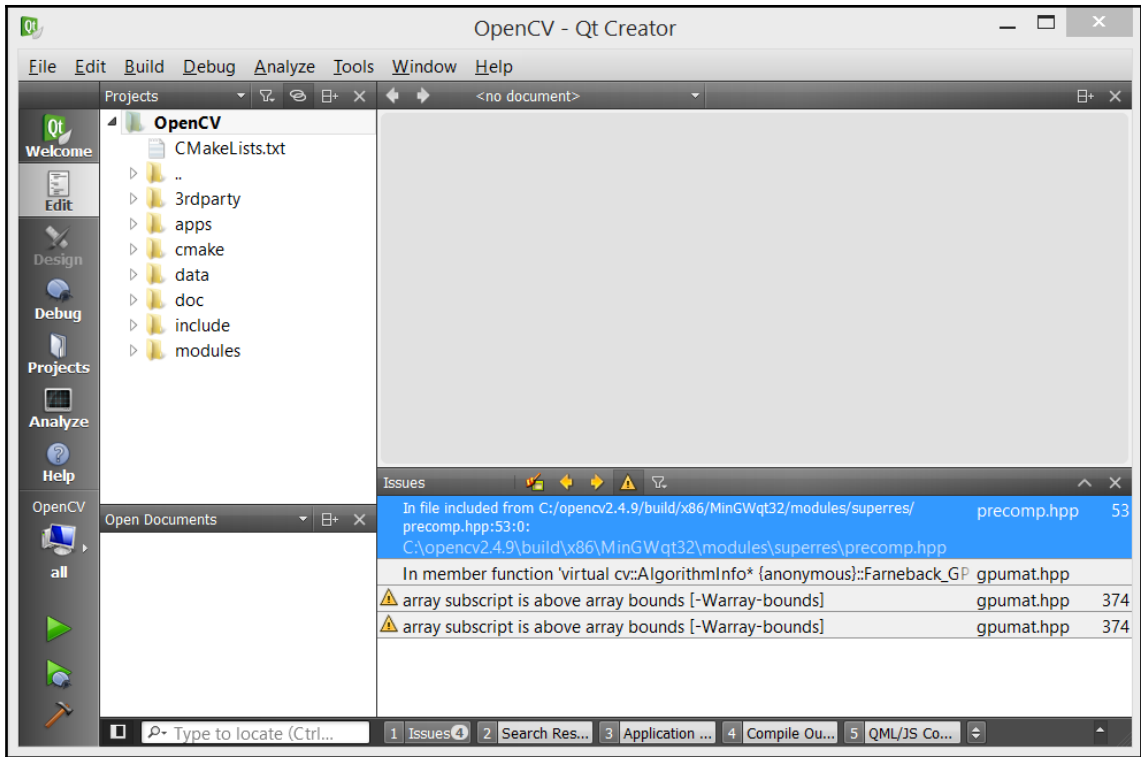 OpenCV - Qt Creator
File Edit Build Debug Analyze Tools Window Help
Projects
<no document>
Qt
Welcome
Edit
Design
Debug
Projects
Analyze
Help
OpenCV
all
OpenCV
CMakeLists.txt
..
3rdparty
apps
cmake
data
doc
include
modules
Open Documents
Issues
In file included from C:/opencv2.4.9/build/x86/MinGWqt32/modules/superres/ precomp.hpp 53
precomp.hpp:53:0:
C:\opencv2.4.9\build\x86\MinGWqt32\modules\superres\precomp.hpp
In member function 'virtual cv::AlgorithmInfo* {anonymous}::Farneback_GP gpumat.hpp
array subscript is above array bounds [-Warray-bounds] gpumat.hpp 374
array subscript is above array bounds [-Warray-bounds] gpumat.hpp 374
Type to locate (Ctrl...
1 Issues 4 2 Search Res... 3 Application ... 4 Compile Ou... 5 QML/JS Co...